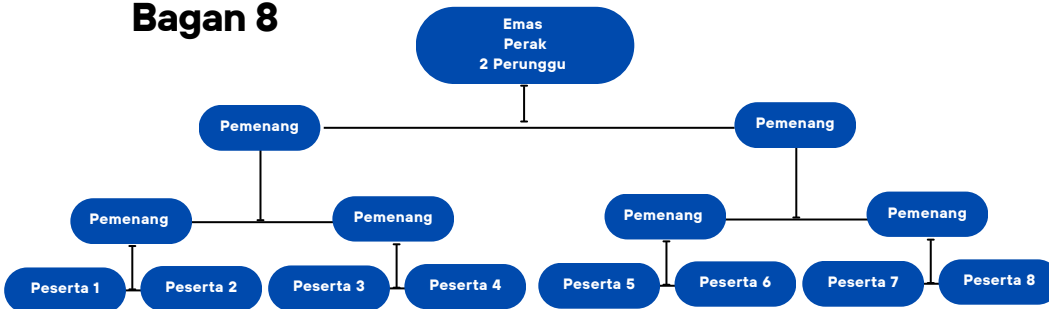 Bagan 8
Emas
Perak
2 Perunggu
Pemenang
Pemenang
Pemenang
Pemenang
Pemenang
Pemenang
Peserta 1
Peserta 2
Peserta 3
Peserta 4
Peserta 5
Peserta 6
Peserta 7
Peserta 8